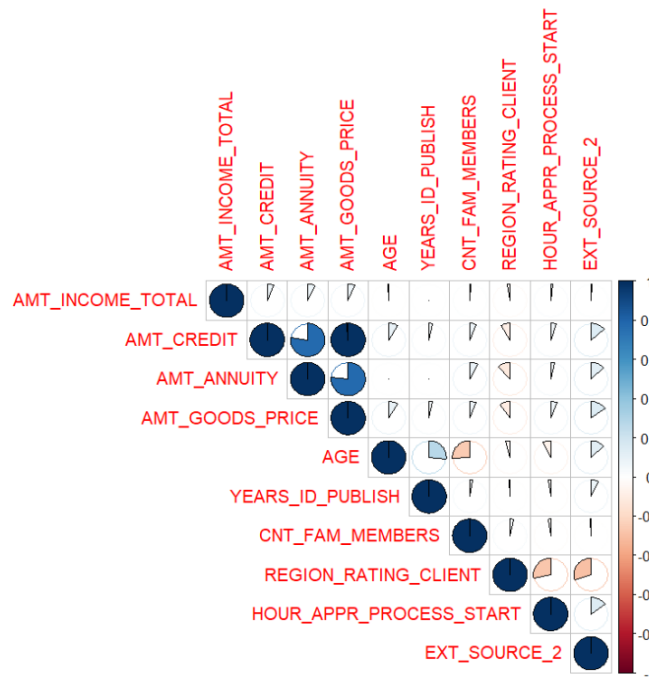 AMT_INCOME_TOTAL
AMT_CREDIT
AMT_ANNUITY
AMT_GOODS_PRICE
AGE
YEARS_ID_PUBLISH
CNT_FAM_MEMBERS
REGION_RATING_CLIENT
HOUR_APPR_PROCESS_START
EXT_SOURCE_2
AMT_INCOME_TOTAL
AMT_CREDIT
AMT_ANNUITY
AMT_GOODS_PRICE
AGE
YEARS_ID_PUBLISH
CNT_FAM_MEMBERS
REGION_RATING_CLIENT
HOUR_APPR_PROCESS_START
EXT_SOURCE_2